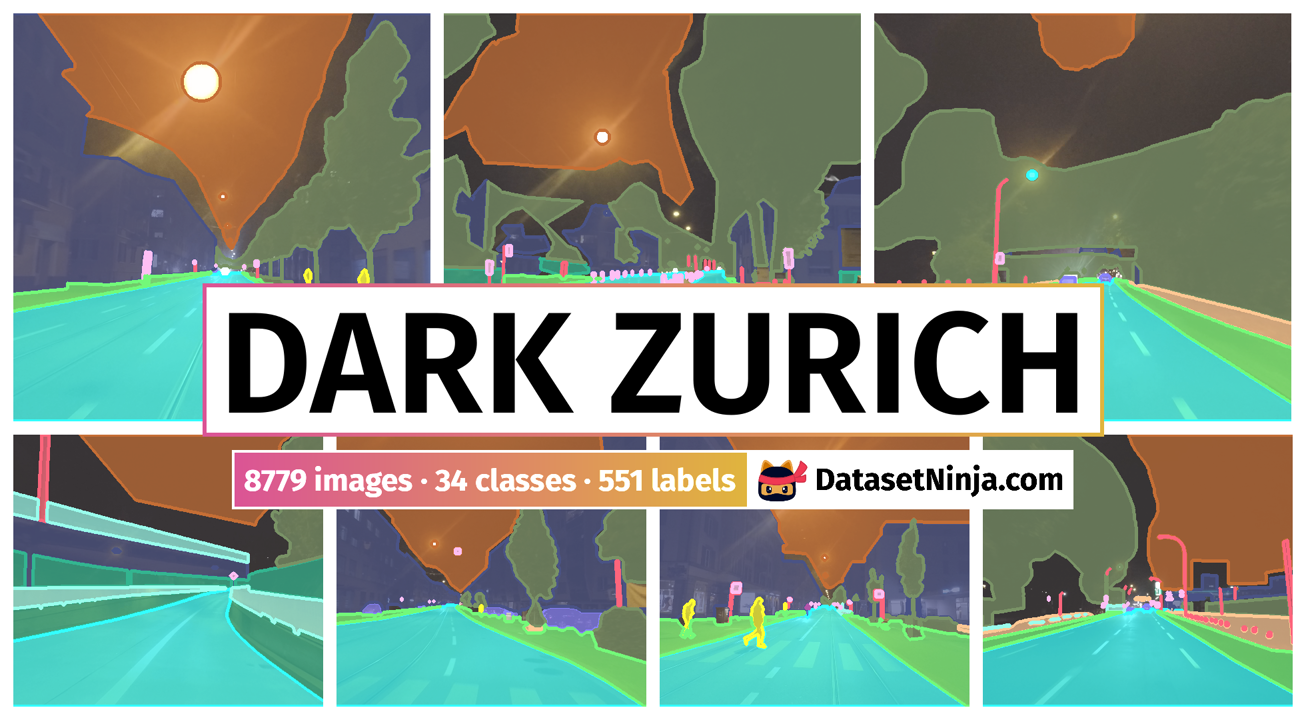 DARK ZURICH
8779 images · 34 classes · 551 labels
DatasetNinja.com